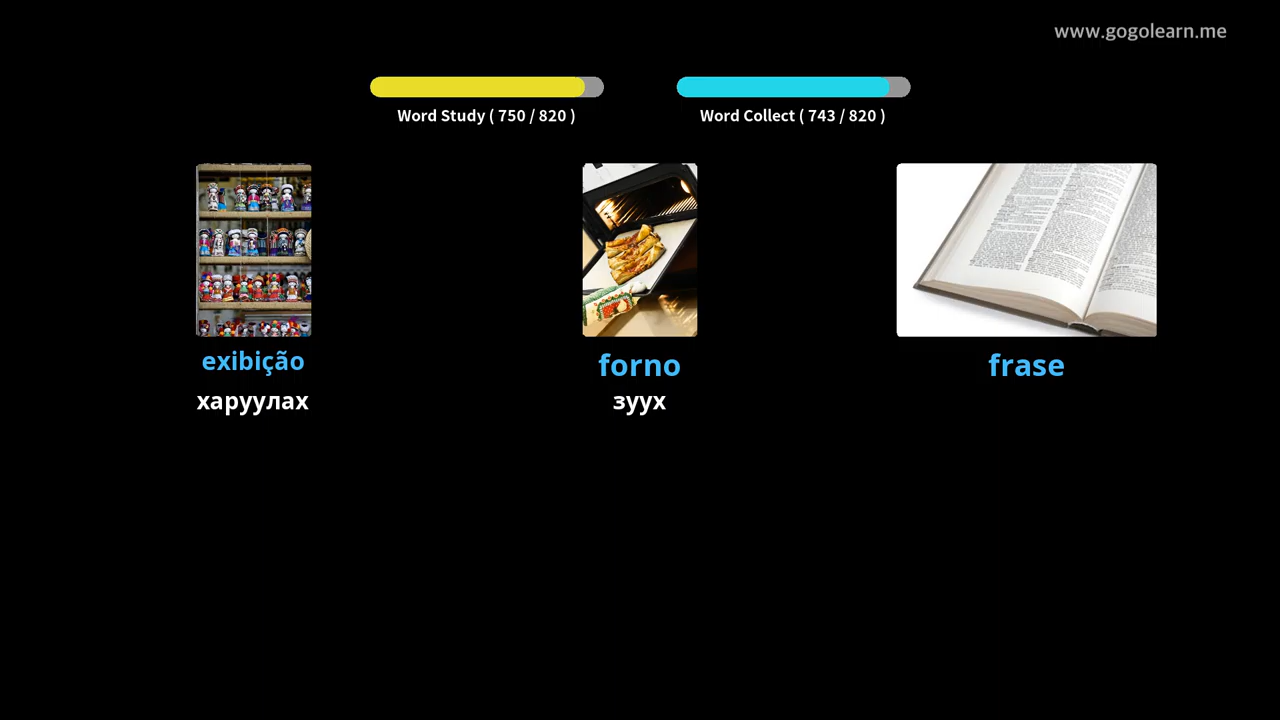 www.gogolearn.me
Word Study ( 750 / 820 )
Word Collect ( 743 / 820 )
exibição
forno
frase
харуулах
зуух